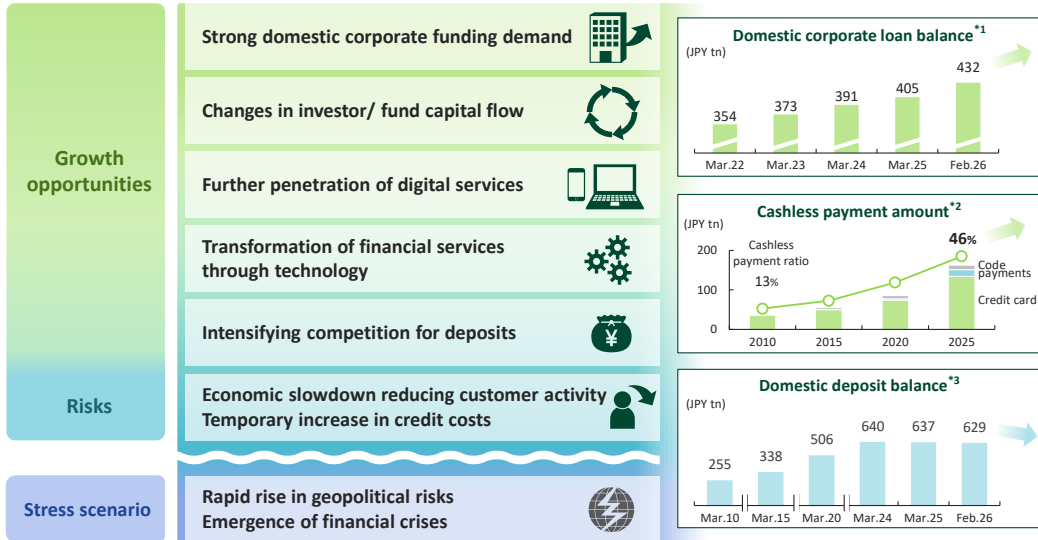 Growth
opportunities
Risks
Stress scenario
Strong domestic corporate funding demand
Changes in investor/ fund capital flow
Further penetration of digital services
Transformation of financial services
through technology
Intensifying competition for deposits
¥
Economic slowdown reducing customer activity
Temporary increase in credit costs
Rapid rise in geopolitical risks
Emergence of financial crises
Domestic corporate loan balance*1
(JPY tn)
354 373 391 405 432
Mar.22 Mar.23 Mar.24 Mar.25 Feb.26
Cashless payment amount*2
(JPY tn)
200
100
0
Cashless
payment ratio
13%
46%
Code
payments
Credit card
2010 2015 2020 2025
Domestic deposit balance*3
(JPY tn)
255 338 506 640 637 629
Mar.10 Mar.15 Mar.20 Mar.24 Mar.25 Feb.26